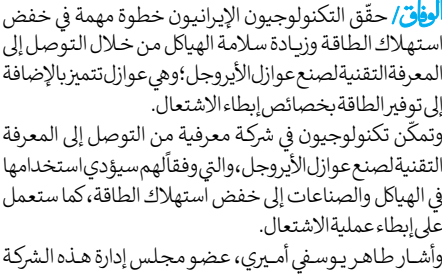 الوفاق/ حقّق التكنولوجيون الإيرانيون خطوة مهمة في خفض
استهلاك الطاقة وزيادة سلامة الهياكل من خلال التوصل إلى
المعرفة التقنية لصنع عوازل الأيروجل؛ وهي عوازل تتميز بالإضافة
إلى توفير الطاقة بخصائص إبطاء الاشتعال.
وتمكّن تكنولوجيون في شركة معرفية من التوصل إلى المعرفة
التقنية لصنع عوازل الأيروجل، والتي وفقاً لهم سيؤدي استخدامها
في الهياكل والصناعات إلى خفض استهلاك الطاقة، كما ستعمل
على إبطاء عملية الاشتعال.
وأشار طاهر يوسفي أميري، عضو مجلس إدارة هذه الشركة